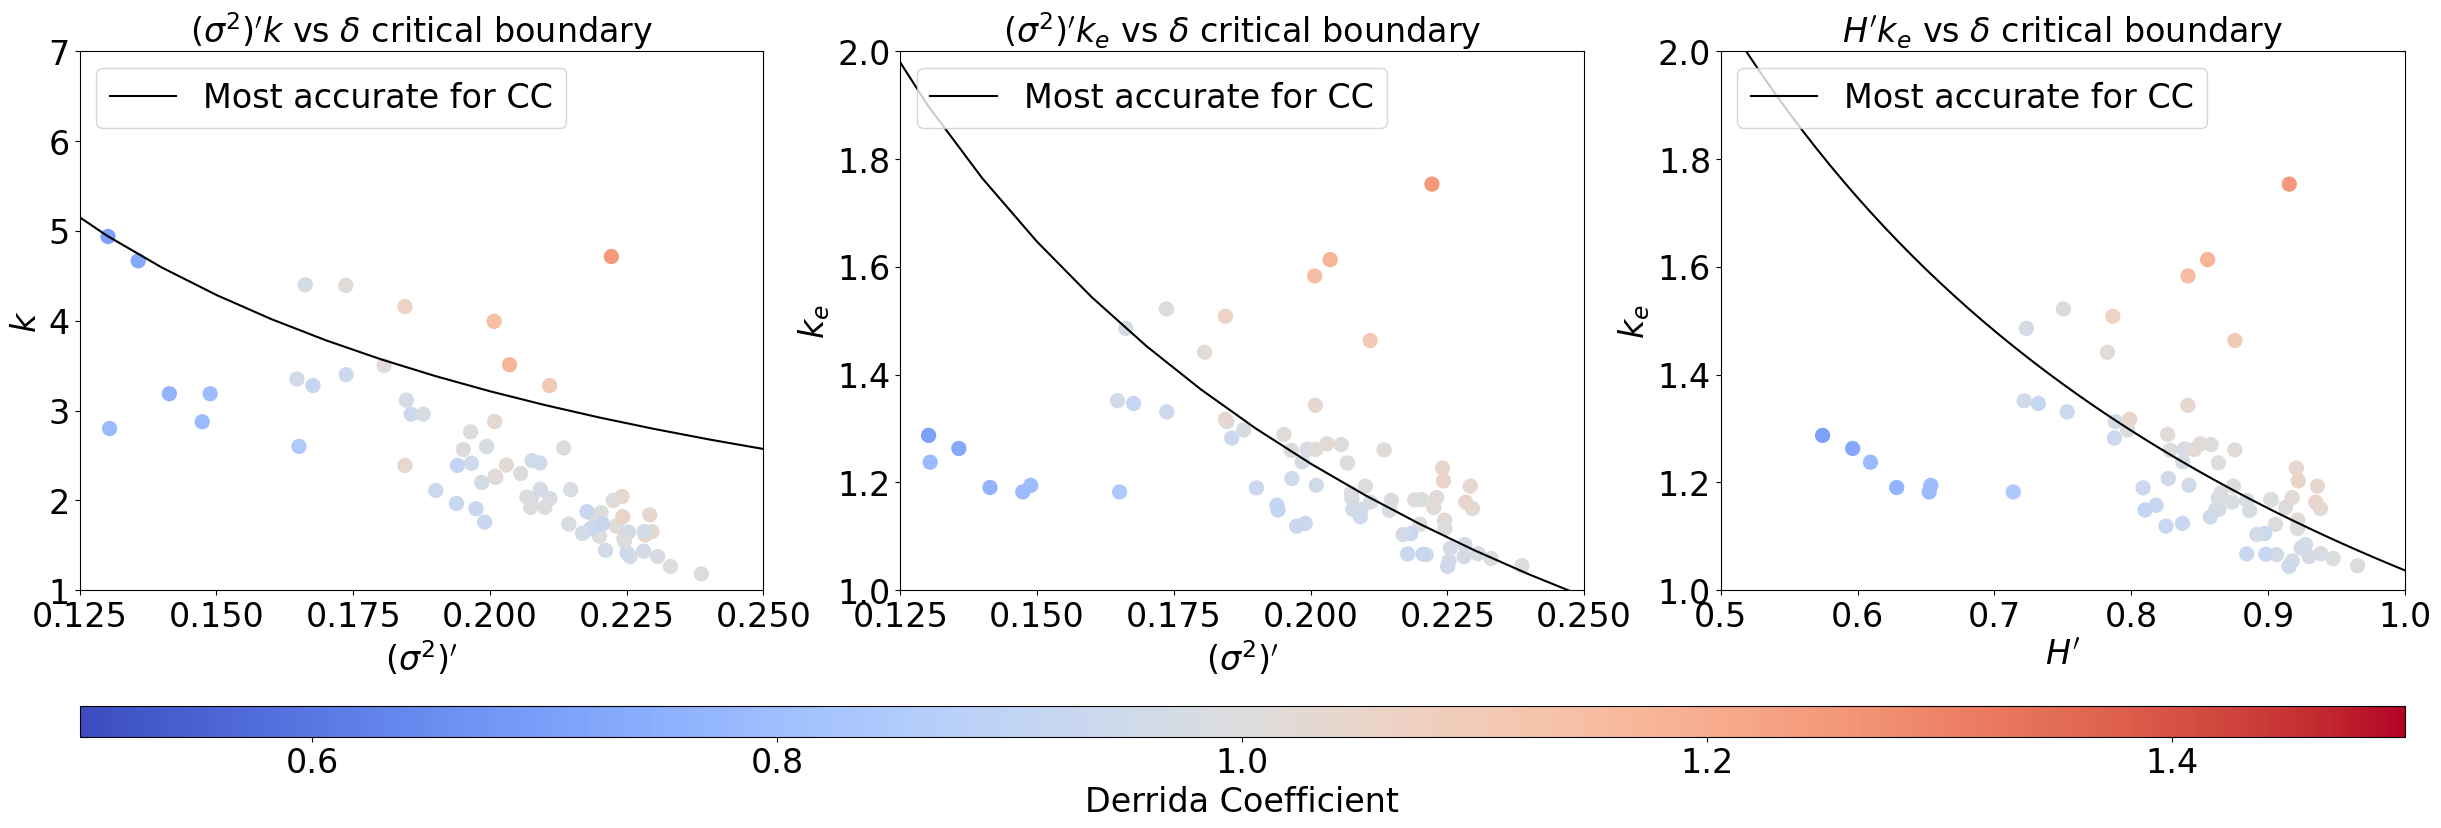 (σ²)′k vs δ critical boundary
Most accurate for CC
7
6
5
4
3
2
1
k
0.125 0.150 0.175 0.200 0.225 0.250
(σ²)′
(σ²)′kₑ vs δ critical boundary
Most accurate for CC
2.0
1.8
1.6
1.4
1.2
1.0
kₑ
0.125 0.150 0.175 0.200 0.225 0.250
(σ²)′
H′kₑ vs δ critical boundary
Most accurate for CC
2.0
1.8
1.6
1.4
1.2
1.0
kₑ
0.5 0.6 0.7 0.8 0.9 1.0
H′
0.6 0.8 1.0 1.2 1.4
Derrida Coefficient